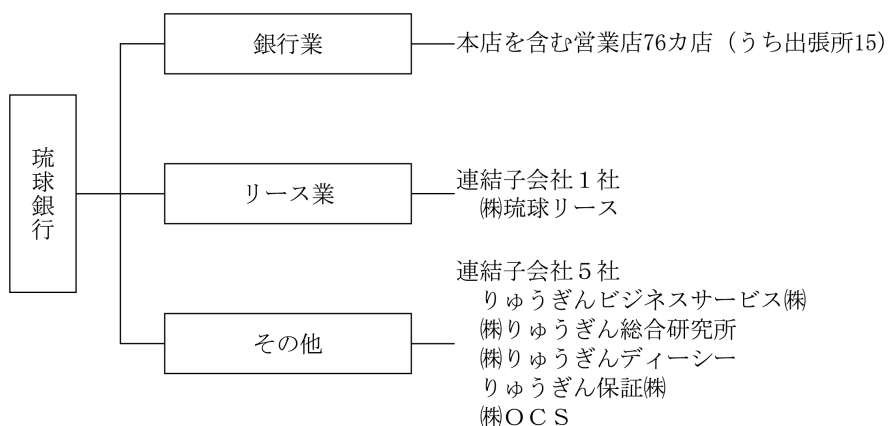 琉球銀行
銀行業
本店を含む営業店76カ店（うち出張所15）
リース業
連結子会社１社
㈱琉球リース
その他
連結子会社５社
りゅうぎんビジネスサービス㈱
㈱りゅうぎん総合研究所
㈱りゅうぎんディーシー
りゅうぎん保証㈱
㈱ＯＣＳ